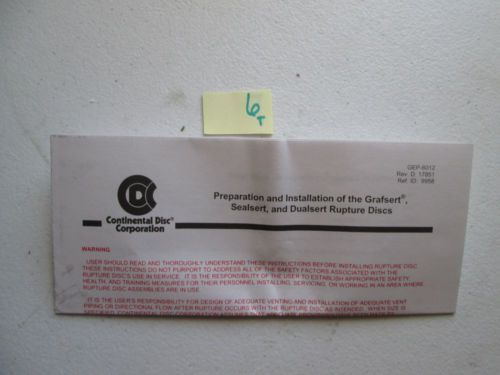 6
T
GEP-8012
Rev. D 17851
Ref. ID: 9958
Preparation and Installation of the Grafsert®,
Sealsert, and Dualsert Rupture Discs
CDC
Continental Disc®
Corporation
WARNING
USER SHOULD READ AND THOROUGHLY UNDERSTAND THESE INSTRUCTIONS BEFORE INSTALLING RUPTURE DISC
THESE INSTRUCTIONS DO NOT PURPORT TO ADDRESS ALL OF THE SAFETY FACTORS ASSOCIATED WITH THE
RUPTURE DISC'S USE IN SERVICE. IT IS THE RESPONSIBILITY OF THE USER TO ESTABLISH APPROPRIATE SAFETY,
HEALTH, AND TRAINING MEASURES FOR THEIR PERSONNEL INSTALLING, SERVICING, OR WORKING IN AN AREA WHERE
RUPTURE DISC ASSEMBLIES ARE IN USE.
IT IS THE USER'S RESPONSIBILITY FOR DESIGN OF ADEQUATE VENTING AND INSTALLATION OF ADEQUATE VENT
PIPING OR DIRECTIONAL FLOW AFTER RUPTURE OCCURS WITH THE RUPTURE DISC AS INTENDED. WHEN SIZE IS